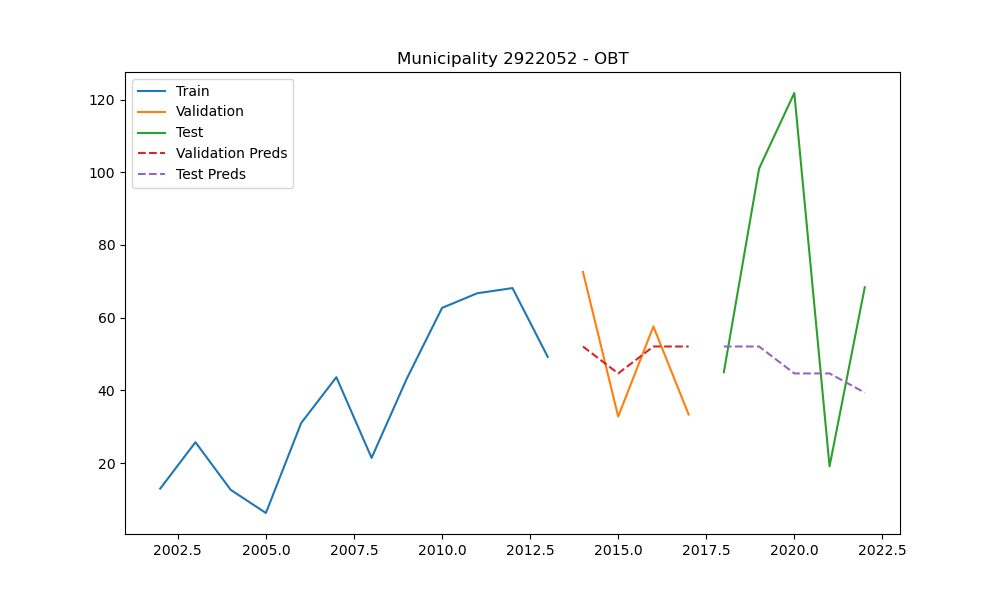 Municipality 2922052 - OBT
Train
Validation
Test
Validation Preds
Test Preds
120
100
80
60
40
20
2002.5 2005.0 2007.5 2010.0 2012.5 2015.0 2017.5 2020.0 2022.5